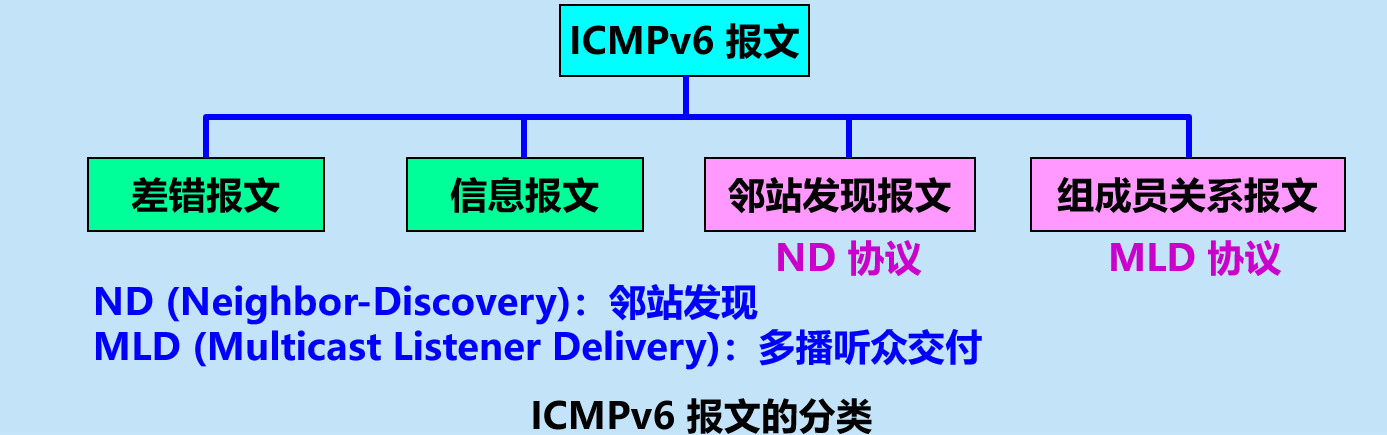 ICMPv6 报文
差错报文
信息报文
邻站发现报文
组成员关系报文
ND 协议
MLD 协议
ND (Neighbor-Discovery)：邻站发现
MLD (Multicast Listener Delivery)：多播听众交付
ICMPv6 报文的分类